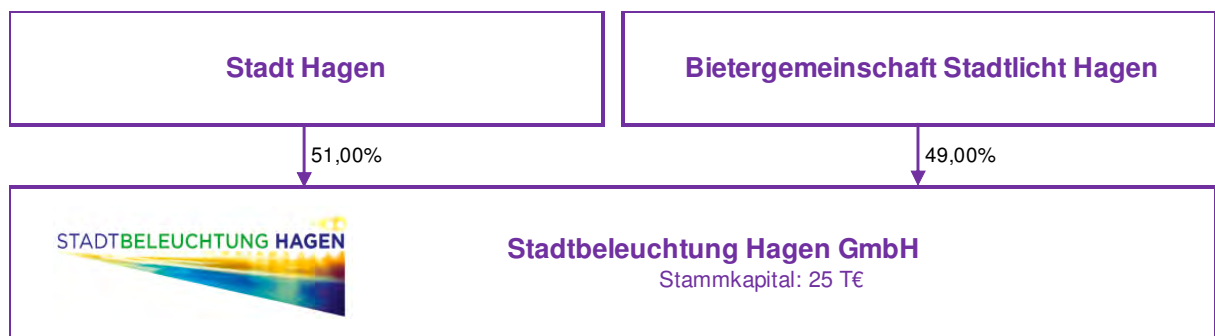 Stadt Hagen
Bietergemeinschaft Stadtlicht Hagen
51,00%
49,00%
STADTBELEUCHTUNG HAGEN
Stadtbeleuchtung Hagen GmbH
Stammkapital: 25 T€